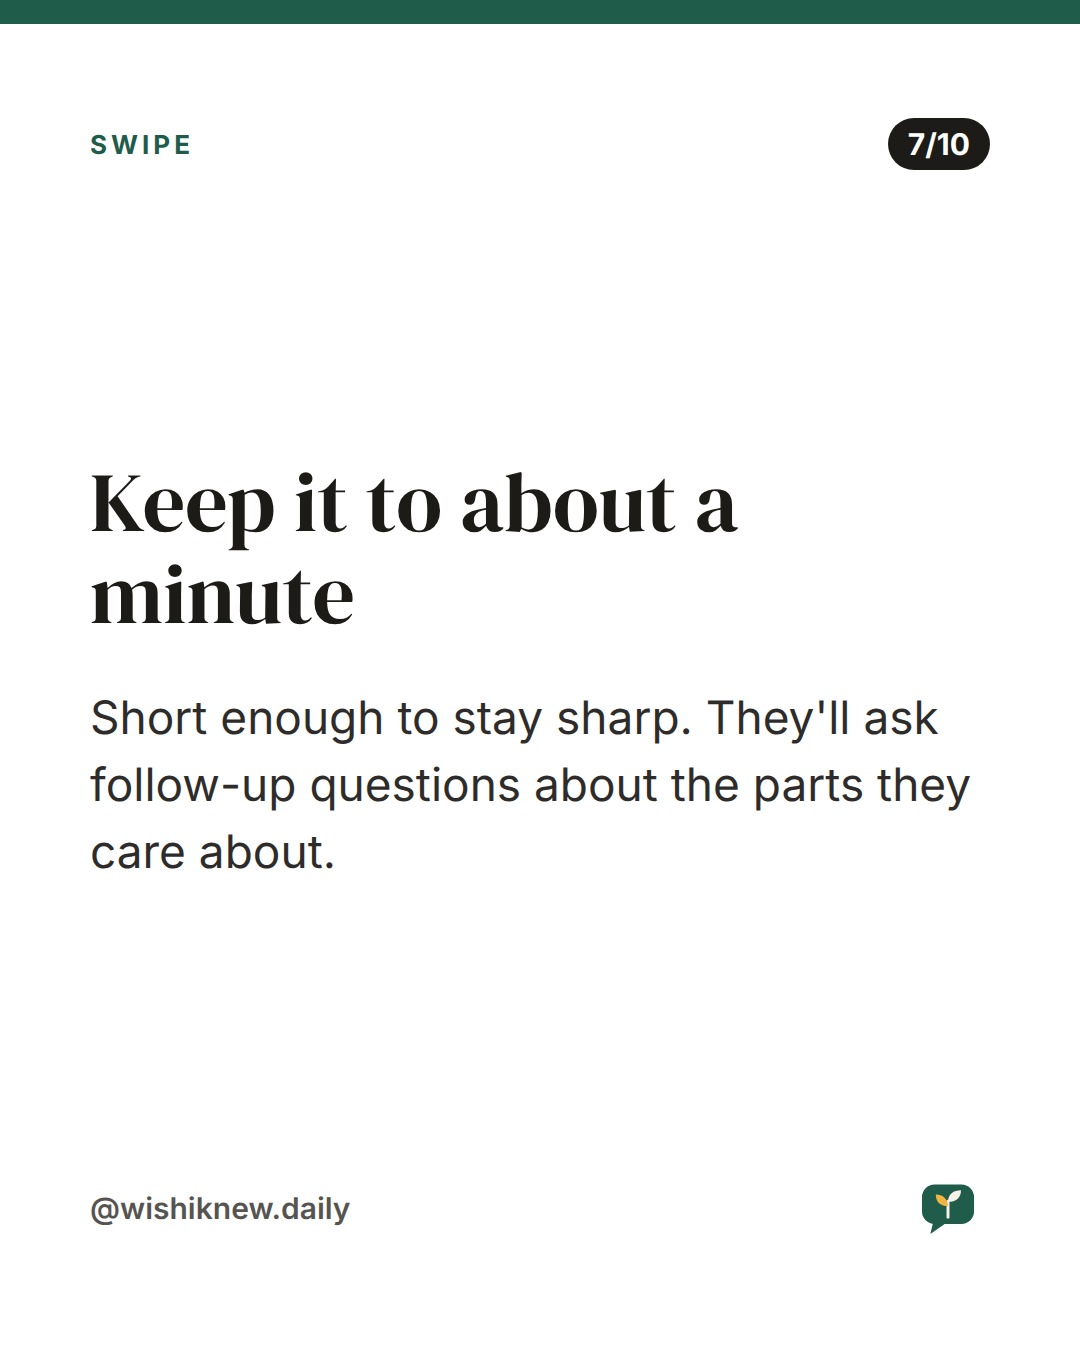 SWIPE
7/10
Keep it to about a
minute
Short enough to stay sharp. They'll ask
follow-up questions about the parts they
care about.
@wishiknew.daily